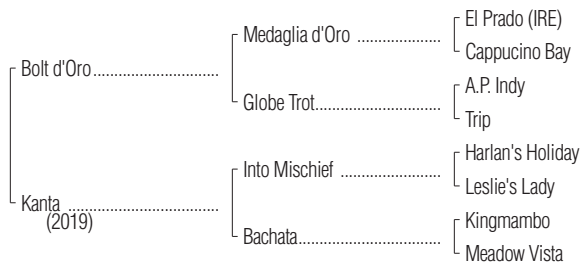 El Prado (IRE)
Medaglia d'Oro
Cappucino Bay
Bolt d'Oro
A.P. Indy
Globe Trot
Trip
Harlan's Holiday
Into Mischief
Leslie's Lady
Kanta
(2019)
Kingmambo
Bachata
Meadow Vista